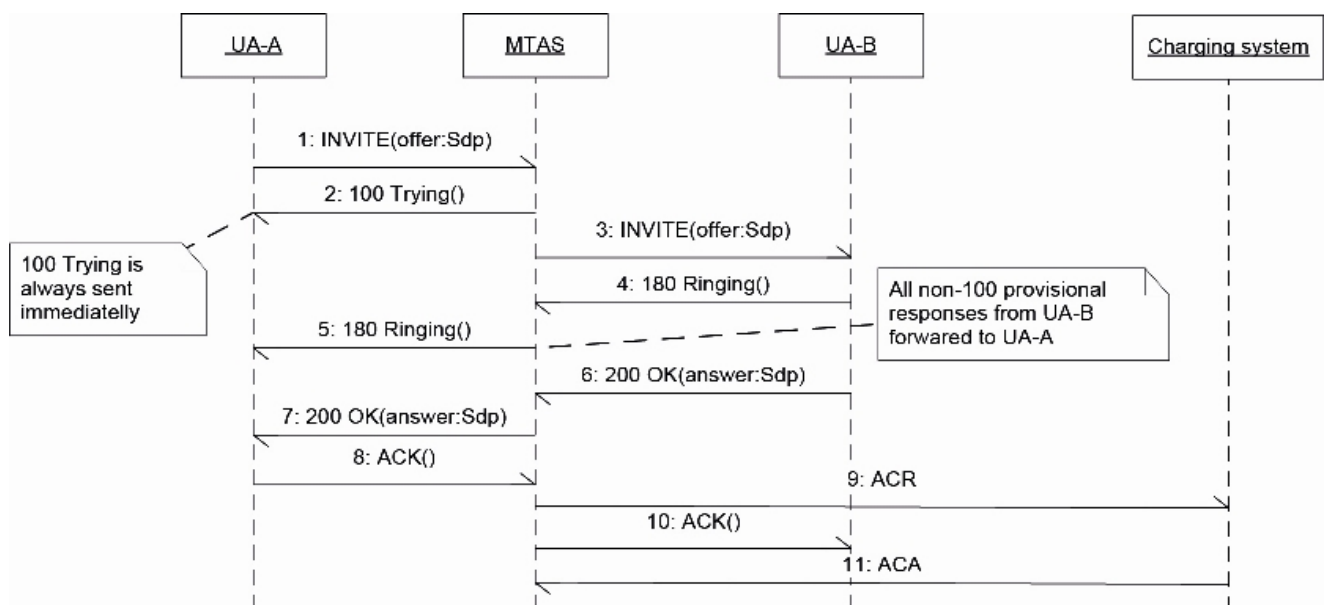 UA-A
MTAS
UA-B
Charging system
1: INVITE(offer:Sdp)
2: 100 Trying()
3: INVITE(offer:Sdp)
100 Trying is
always sent
immediatelly
4: 180 Ringing()
All non-100 provisional
responses from UA-B
forwared to UA-A
5: 180 Ringing()
6: 200 OK(answer:Sdp)
7: 200 OK(answer:Sdp)
8: ACK()
9: ACR
10: ACK()
11: ACA